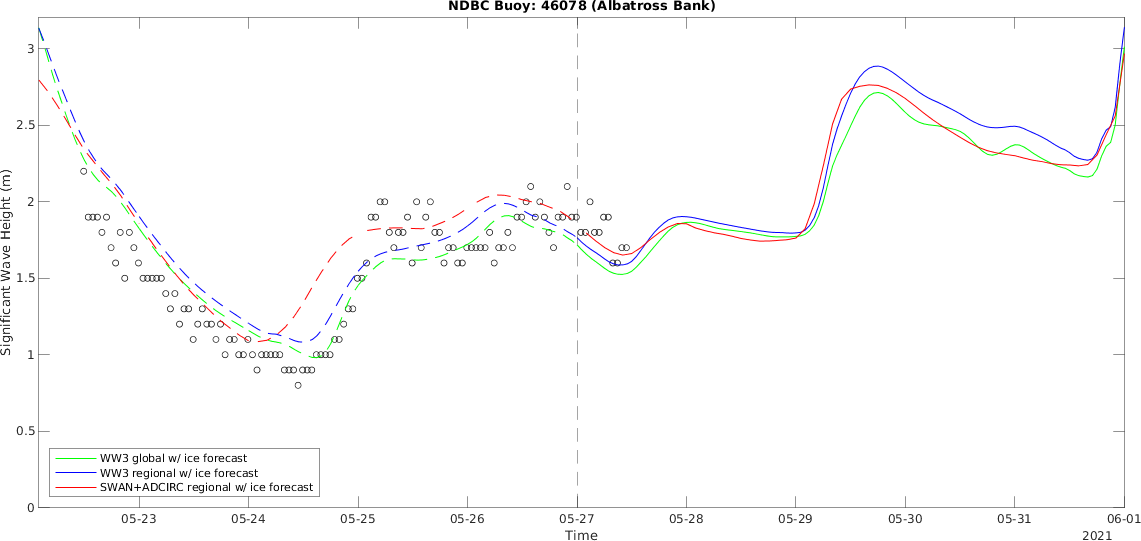 NDBC Buoy: 46078 (Albatross Bank)
Significant Wave Height (m)
3
2.5
2
1.5
1
0.5
0
WW3 global w/ ice forecast
WW3 regional w/ ice forecast
SWAN+ADCIRC regional w/ ice forecast
05-23 05-24 05-25 05-26 05-27 05-28 05-29 05-30 05-31 06-01
Time
2021